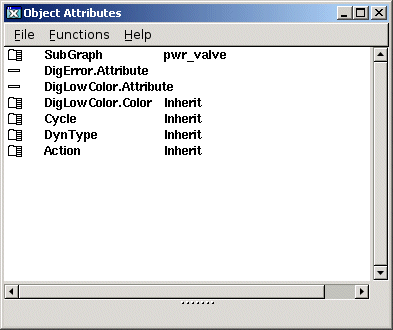 Object Attributes
File Functions Help
SubGraph pwr_valve
DigError.Attribute
DigLowColor.Attribute
DigLowColor.Color Inherit
Cycle Inherit
DynType Inherit
Action Inherit